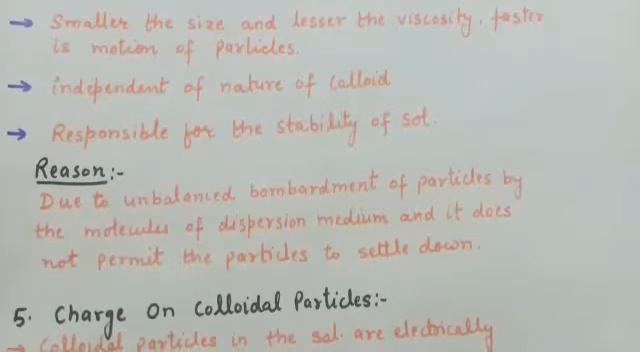 → Smaller the size and lesser the viscosity, faster
is motion of particles.
→ independent of nature of colloid
→ Responsible for the stability of sol.
Reason:-
Due to unbalanced bombardment of particles by
the molecules of dispersion medium and it does
not permit the particles to settle down.
5. Charge On Colloidal Particles:-
→ Colloidal particles in the sol. are electrically